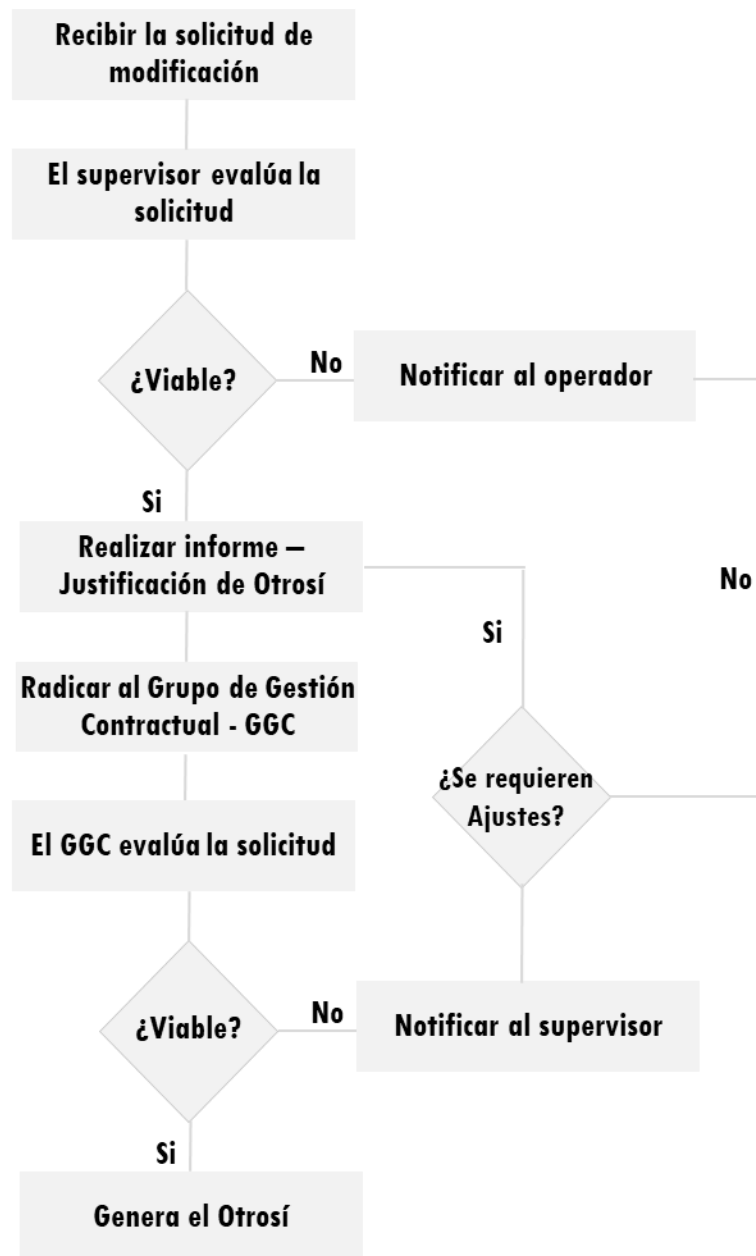 Recibir la solicitud de
modificación
El supervisor evalúa la
solicitud
¿Viable?
No
Notificar al operador
Si
Realizar informe –
Justificación de Otrosí
No
Si
Radicar al Grupo de Gestión
Contractual - GGC
¿Se requieren
Ajustes?
El GGC evalúa la solicitud
¿Viable?
No
Notificar al supervisor
Si
Genera el Otrosí